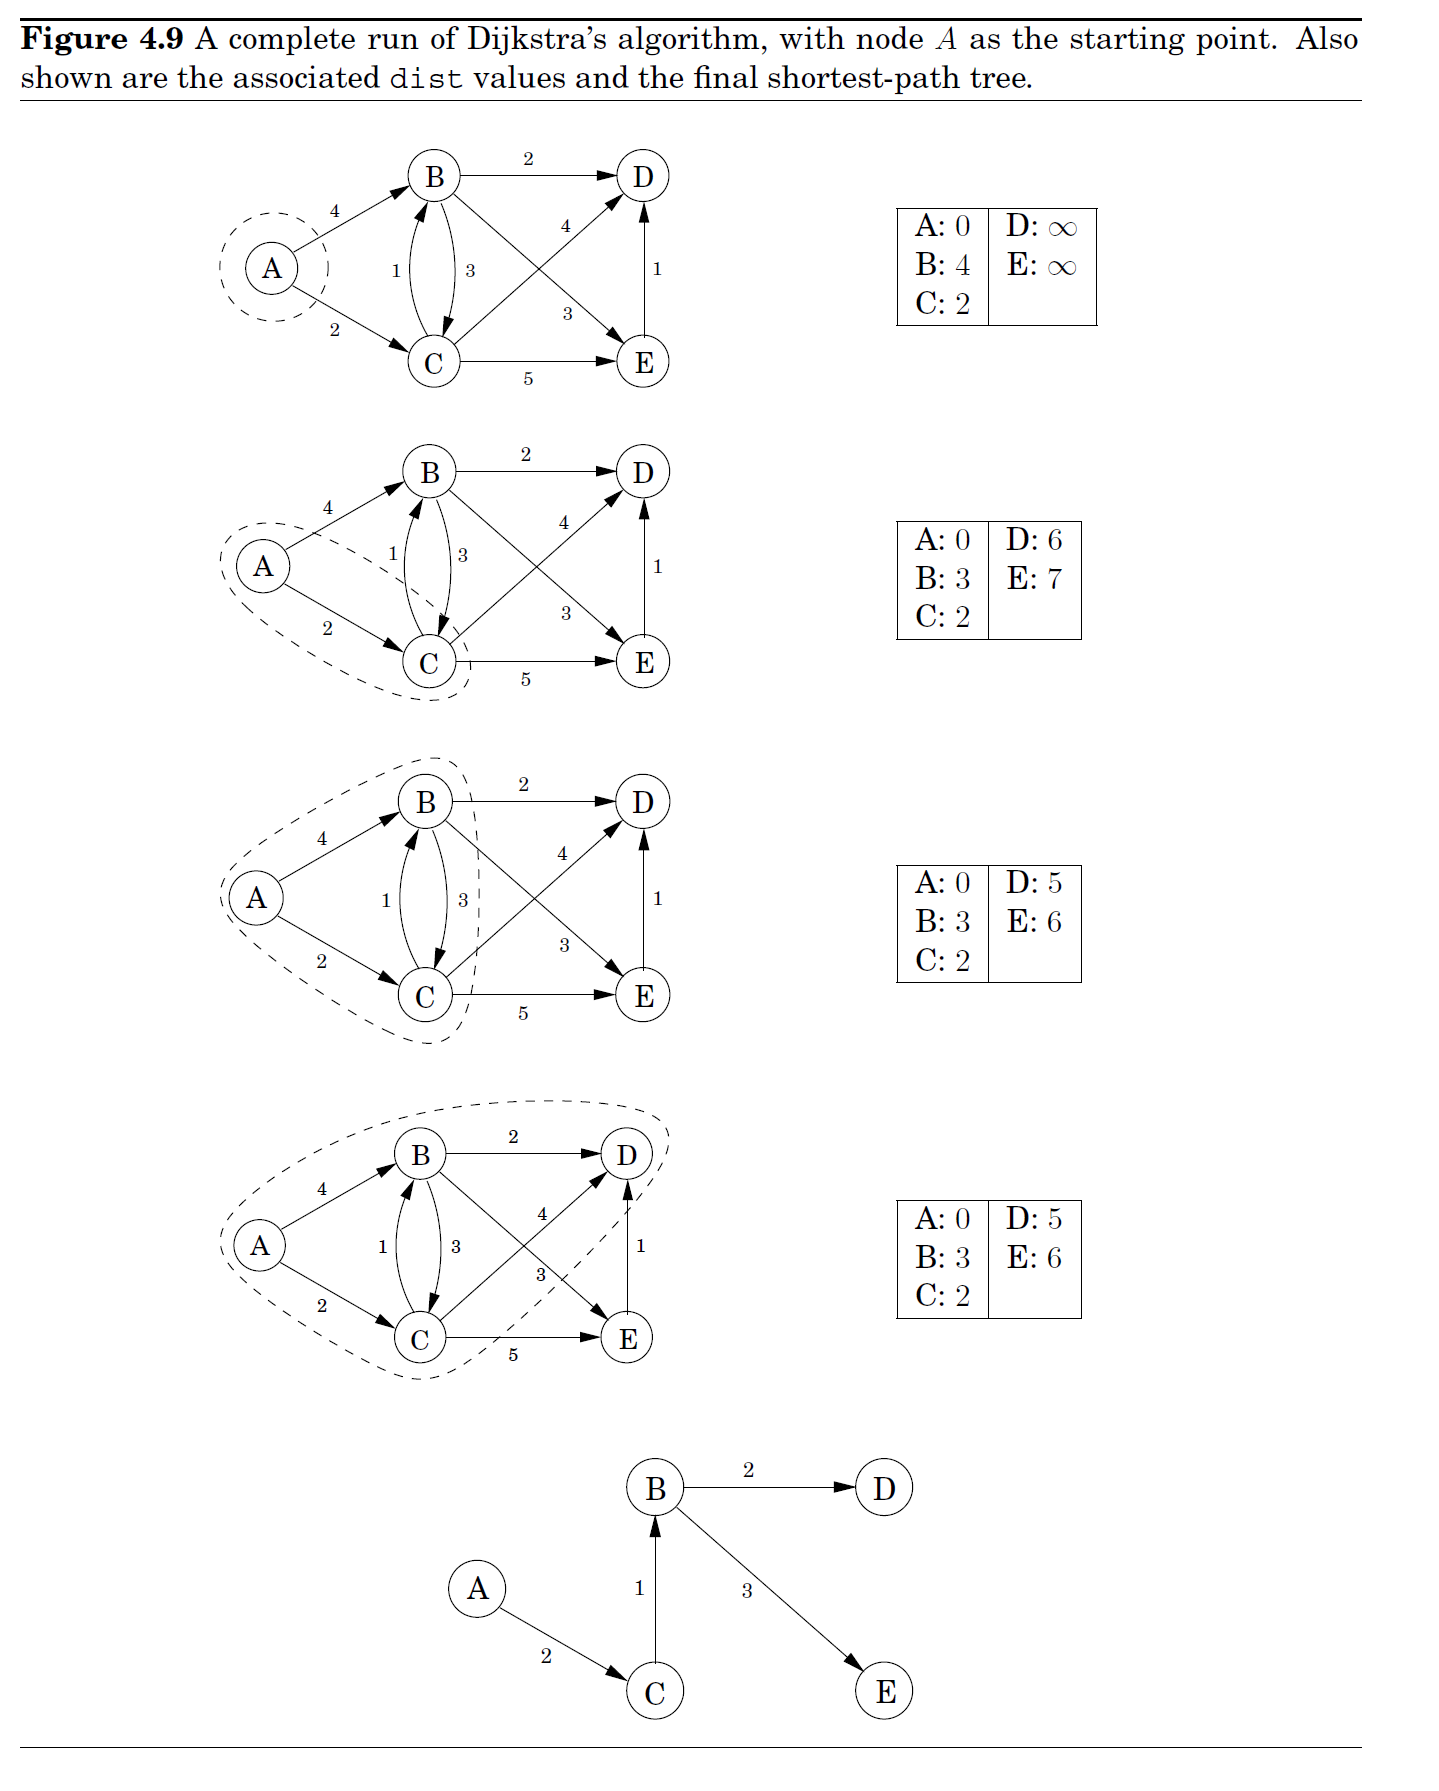 Figure 4.9 A complete run of Dijkstra's algorithm, with node A as the starting point. Also
shown are the associated dist values and the final shortest-path tree.
B 2 D
4
4
A 1 3 1
3
2
C 5 E
A: 0 D: ∞
B: 4 E: ∞
C: 2
B 2 D
4
4
A 1 3 1
3
2
C 5 E
A: 0 D: 6
B: 3 E: 7
C: 2
B 2 D
4
4
A 1 3 1
3
2
C 5 E
A: 0 D: 5
B: 3 E: 6
C: 2
B 2 D
4
4
A 1 3 1
3
2
C 5 E
A: 0 D: 5
B: 3 E: 6
C: 2
B 2 D
A 1 3
2
C E